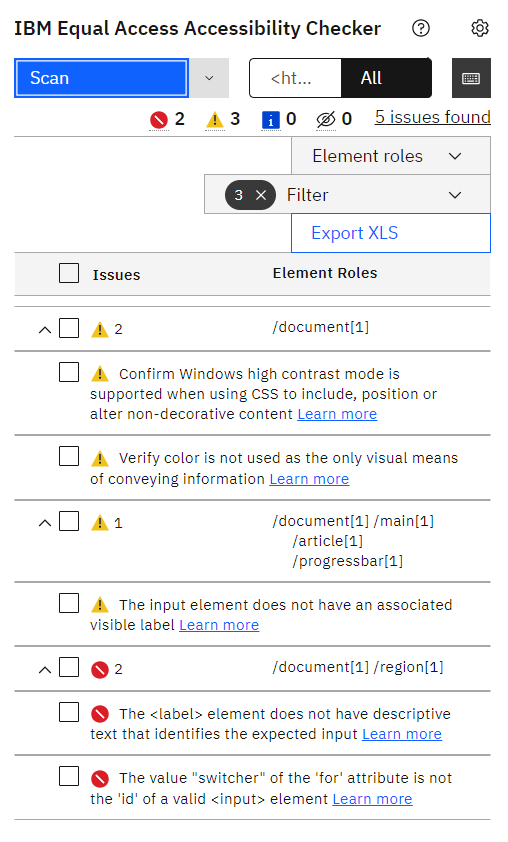 IBM Equal Access Accessibility Checker
Scan
<ht...
All
2
3
0
0
5 issues found
Element roles
3
Filter
Export XLS
Issues
Element Roles
2
/document[1]
Confirm Windows high contrast mode is
supported when using CSS to include, position or
alter non-decorative content Learn more
Verify color is not used as the only visual means
of conveying information Learn more
1
/document[1] /main[1]
/article[1]
/progressbar[1]
The input element does not have an associated
visible label Learn more
2
/document[1] /region[1]
The <label> element does not have descriptive
text that identifies the expected input Learn more
The value "switcher" of the 'for' attribute is not
the 'id' of a valid <input> element Learn more